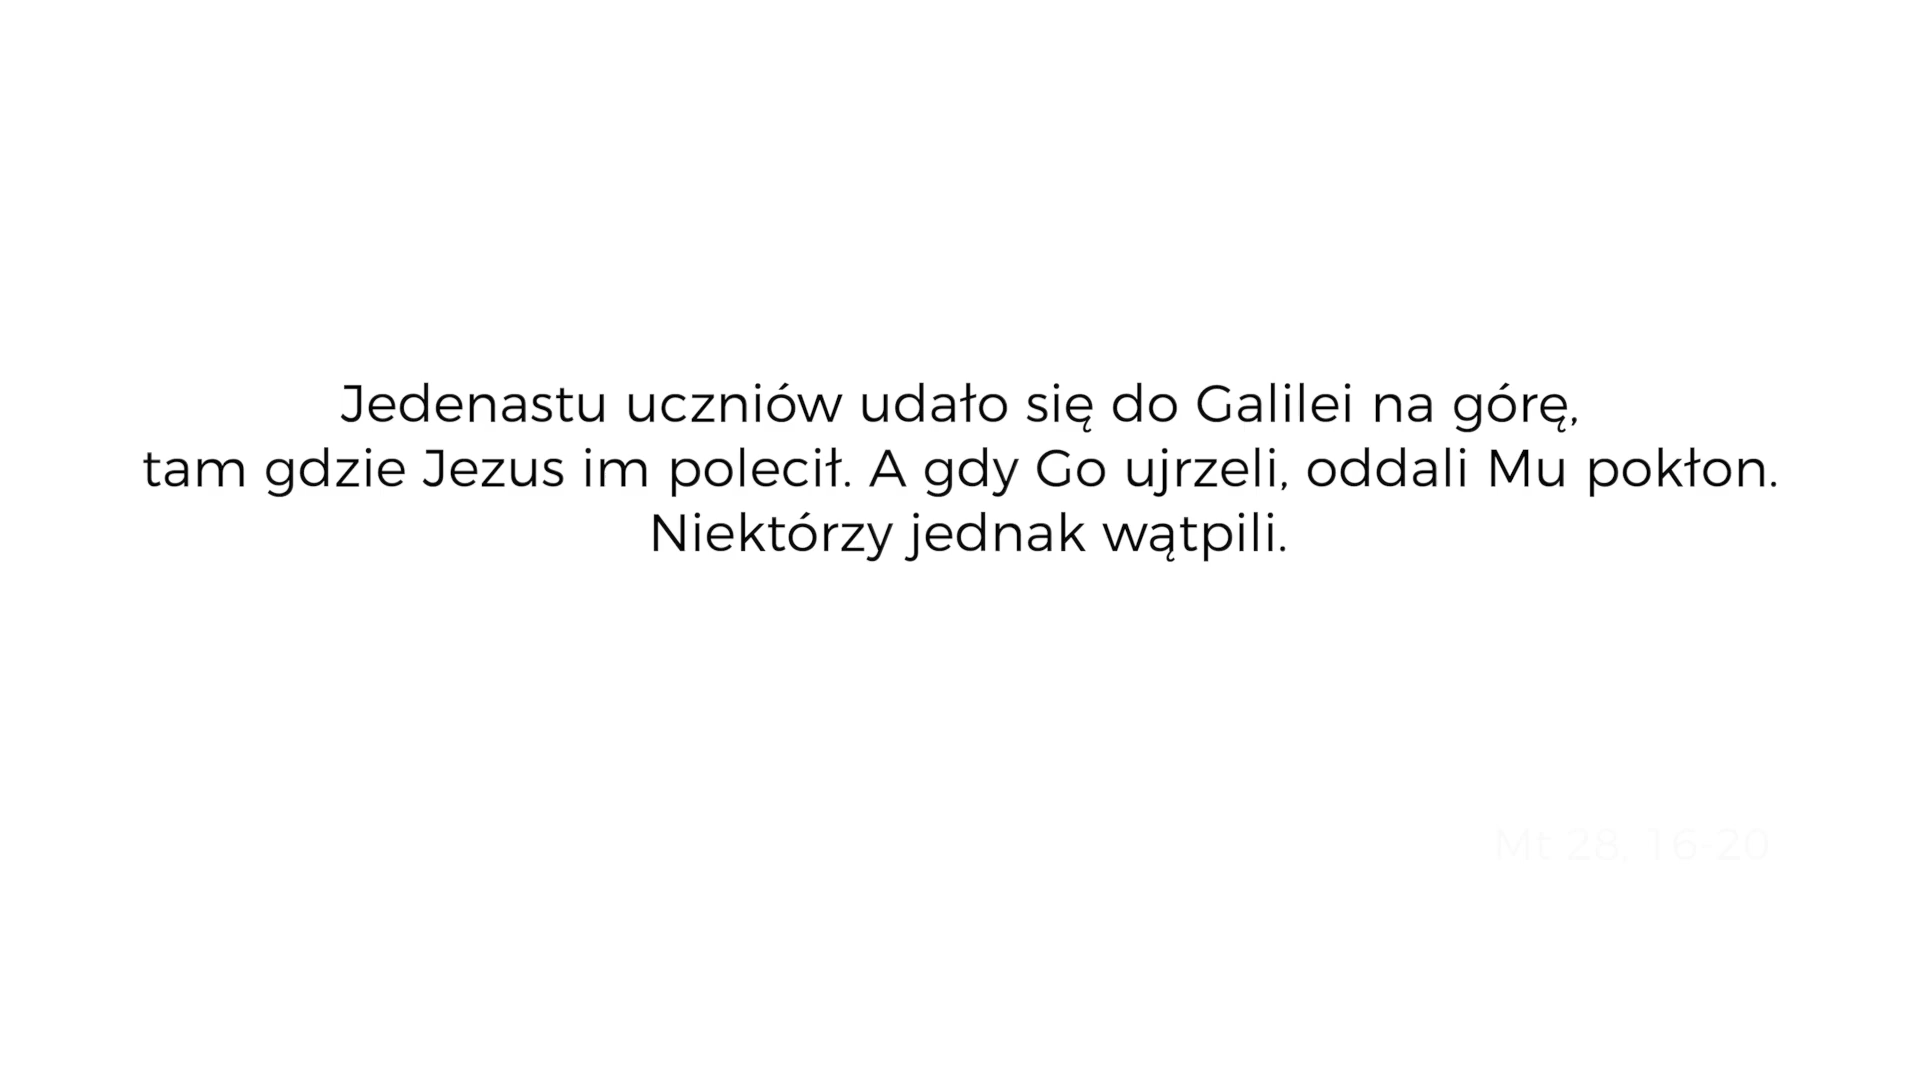 Jedenastu uczniów udało się do Galilei na górę,
tam gdzie Jezus im polecił. A gdy Go ujrzeli, oddali Mu pokłon.
Niektórzy jednak wątpili.
Mt 28, 16-20